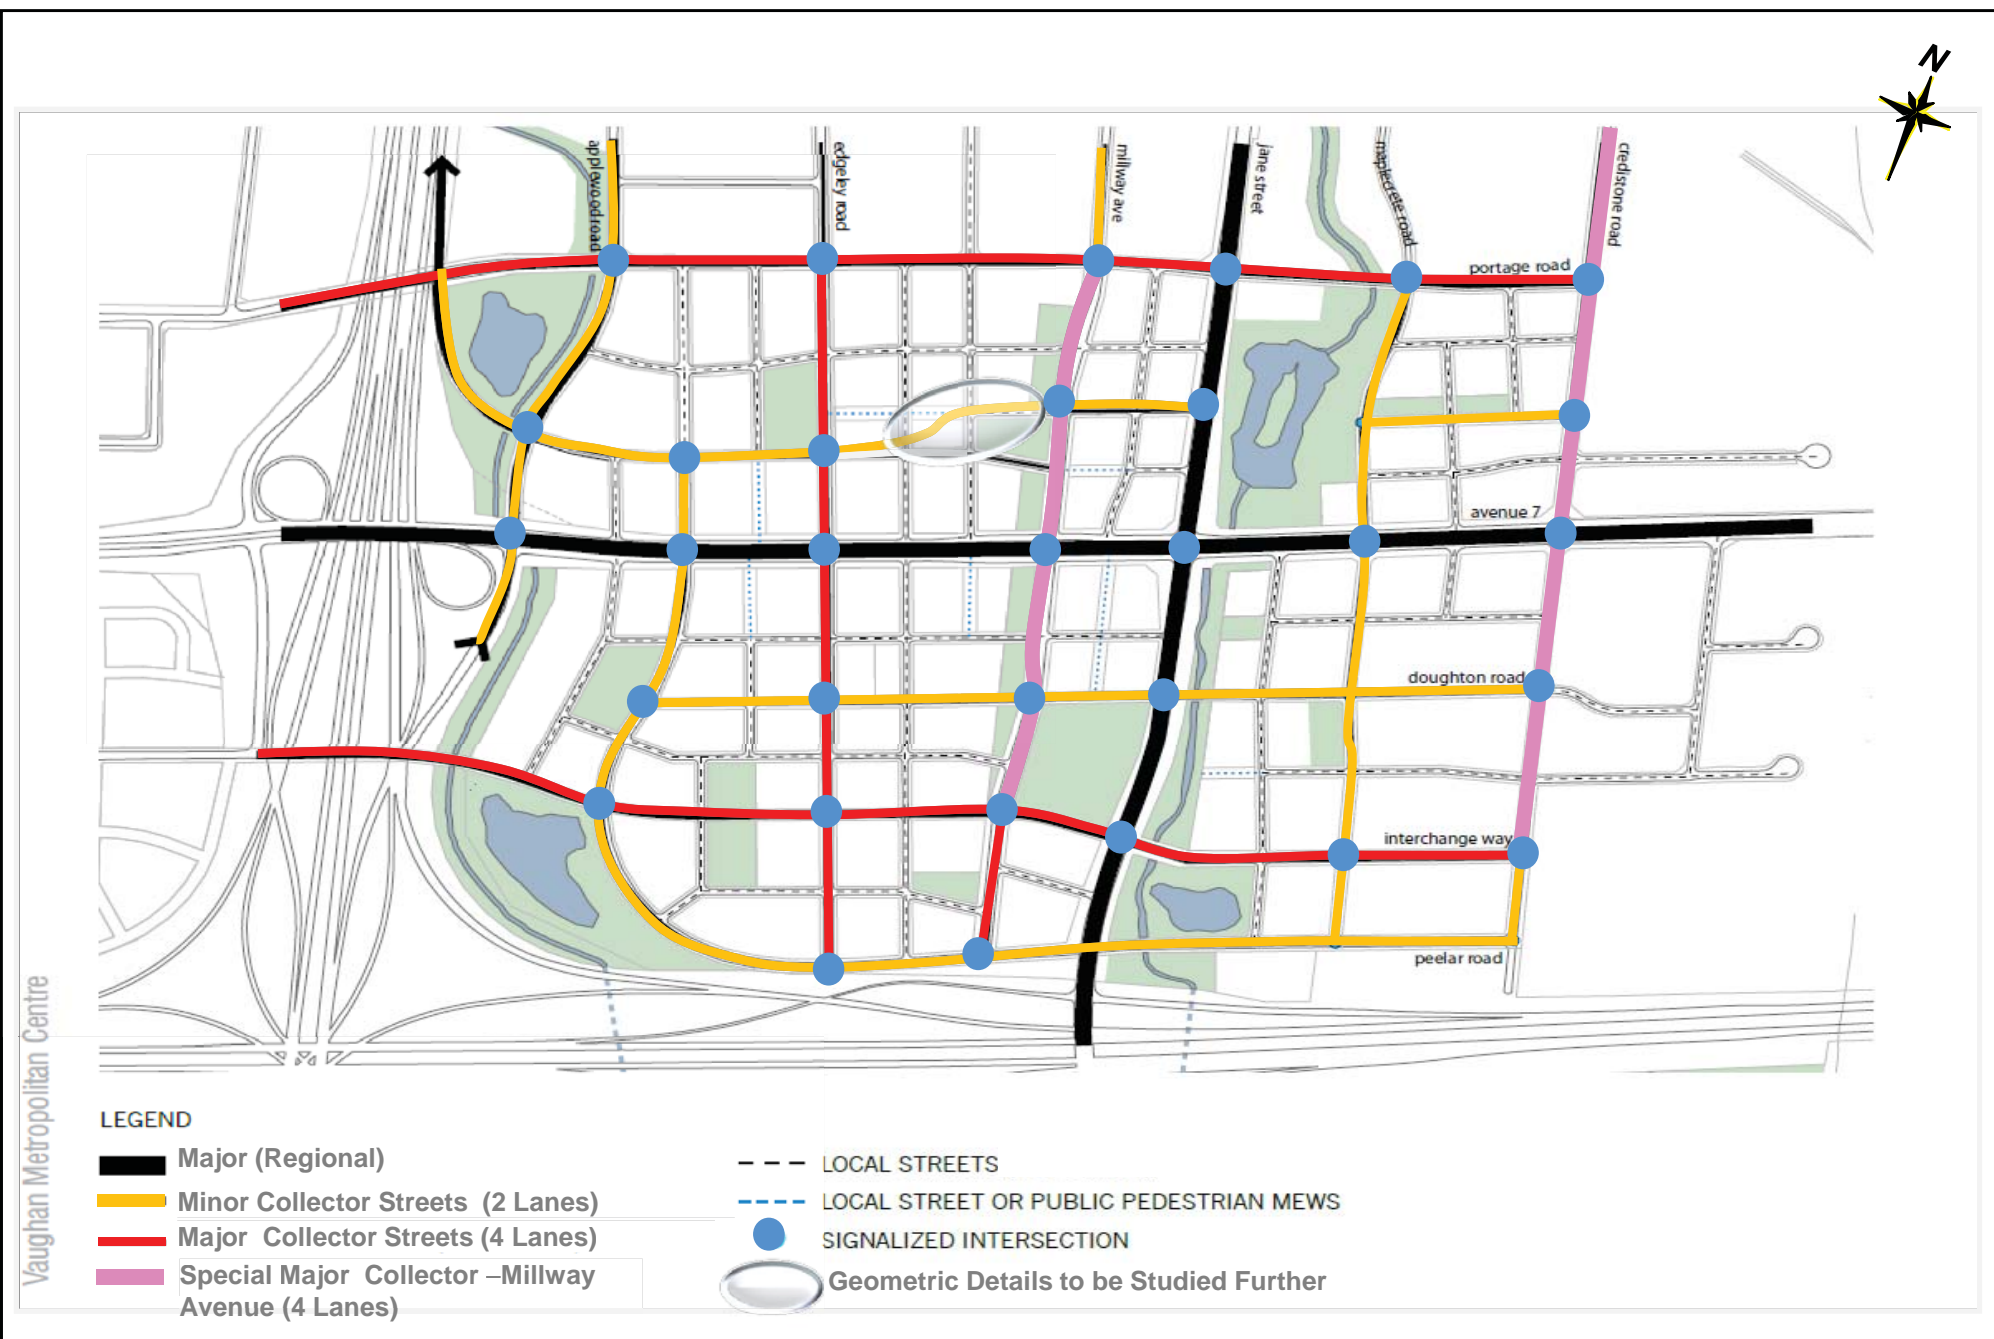 N
applewood road
edgeley road
millway ave
jane street
maplecrete road
creditstone road
portage road
avenue 7
doughton road
interchange way
peelar road
Vaughan Metropolitan Centre
LEGEND
Major (Regional)
Minor Collector Streets (2 Lanes)
Major Collector Streets (4 Lanes)
Special Major Collector –Millway
Avenue (4 Lanes)
LOCAL STREETS
LOCAL STREET OR PUBLIC PEDESTRIAN MEWS
SIGNALIZED INTERSECTION
Geometric Details to be Studied Further